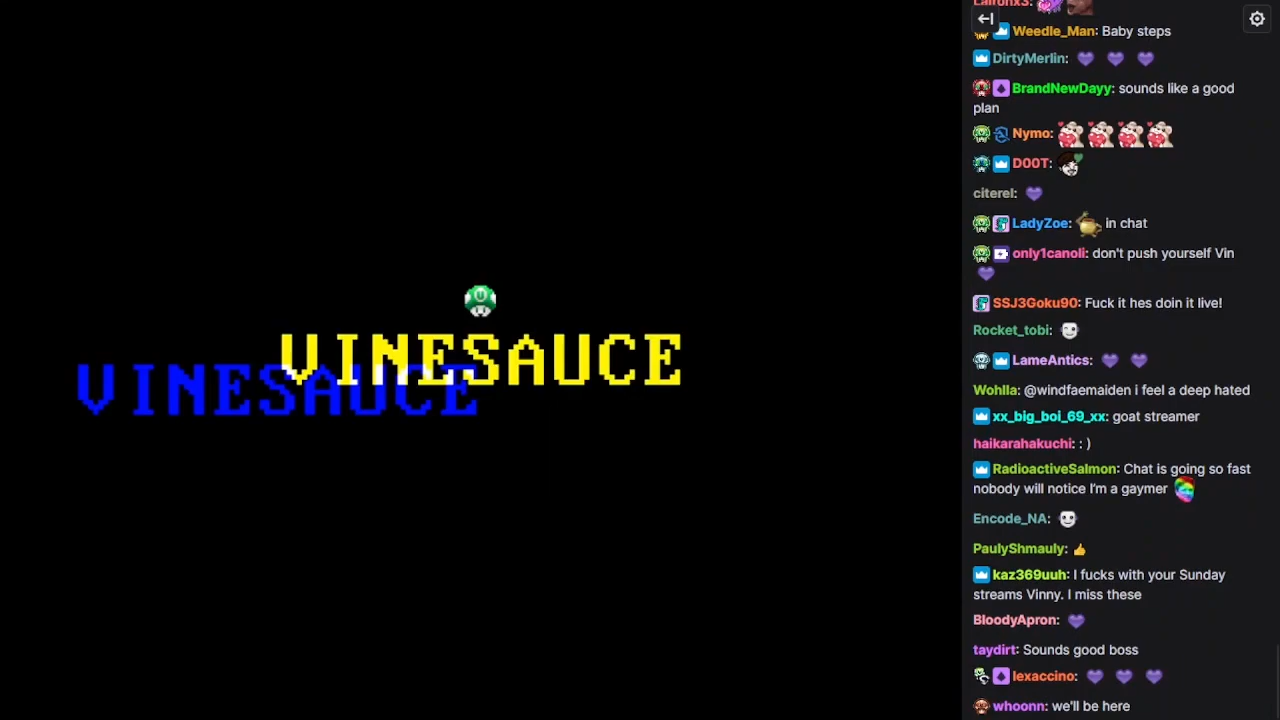 VINESAUCE
VINESAUCE
Laironx3:
Weedle_Man: Baby steps
DirtyMerlin:
BrandNewDayy: sounds like a good
plan
Nymo:
D00T:
citerel:
LadyZoe: in chat
only1canoli: don't push yourself Vin
SSJ3Goku90: Fuck it hes doin it live!
Rocket_tobi:
LameAntics:
Wohlla: @windfaemaiden i feel a deep hated
xx_big_boi_69_xx: goat streamer
haikarahakuchi: : )
RadioactiveSalmon: Chat is going so fast
nobody will notice I'm a gaymer
Encode_NA:
PaulyShmauly:
kaz369uuh: I fucks with your Sunday
streams Vinny. I miss these
BloodyApron:
taydirt: Sounds good boss
lexaccino:
whoonn: we'll be here